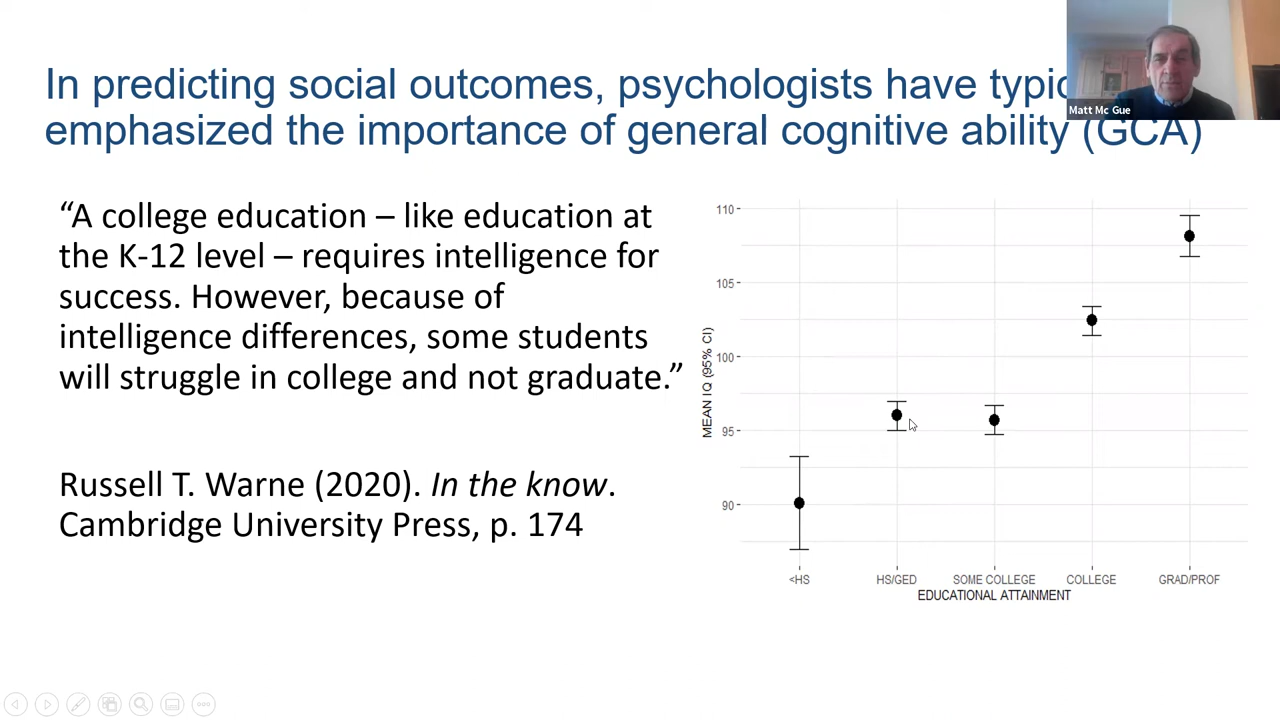 In predicting social outcomes, psychologists have typic
emphasized the importance of general cognitive ability (GCA)
Matt Mc Gue
“A college education – like education at
the K-12 level – requires intelligence for
success. However, because of
intelligence differences, some students
will struggle in college and not graduate.”
Russell T. Warne (2020). In the know.
Cambridge University Press, p. 174
MEAN IQ (95% CI)
110
105
100
95
90
<HS HS/GED SOME COLLEGE COLLEGE GRAD/PROF
EDUCATIONAL ATTAINMENT